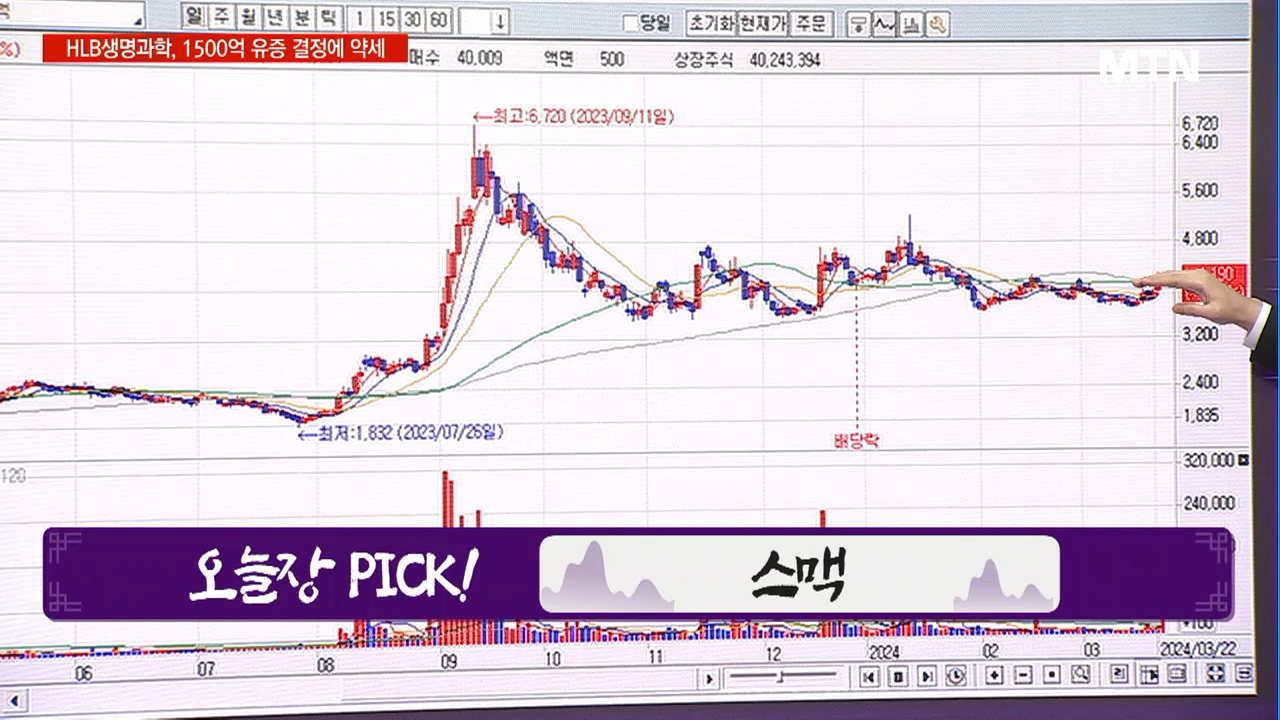 일 주 월 년 분 틱 1 15 30 60 당일 초기화 현재가 주문
HLB생명과학, 1500억 유증 결정에 약세
매수 40,009 액면 500 상장주식 40,243,394
MTN
←최고:6,720 (2023/09/11일)
6,720
6,400
5,600
4,800
3,200
2,400
1,835
←최저:1,832 (2023/07/26일)
배당락
120
320,000
240,000
오늘장 PICK!
스맥
06 07 08 09 10 11 12 2024 02 03 2024/03/22